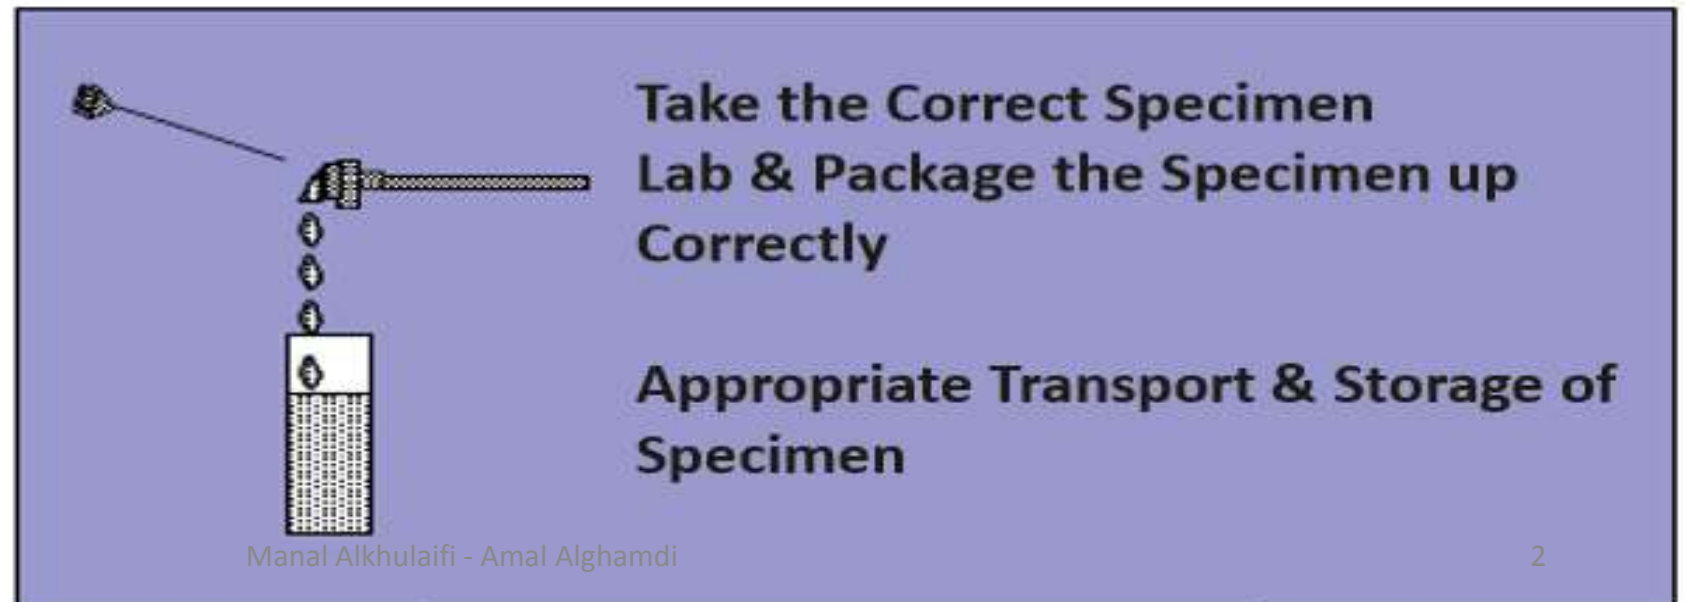 Take the Correct Specimen
Lab & Package the Specimen up
Correctly
Appropriate Transport & Storage of
Specimen
Manal Alkhulaifi - Amal Alghamdi
2